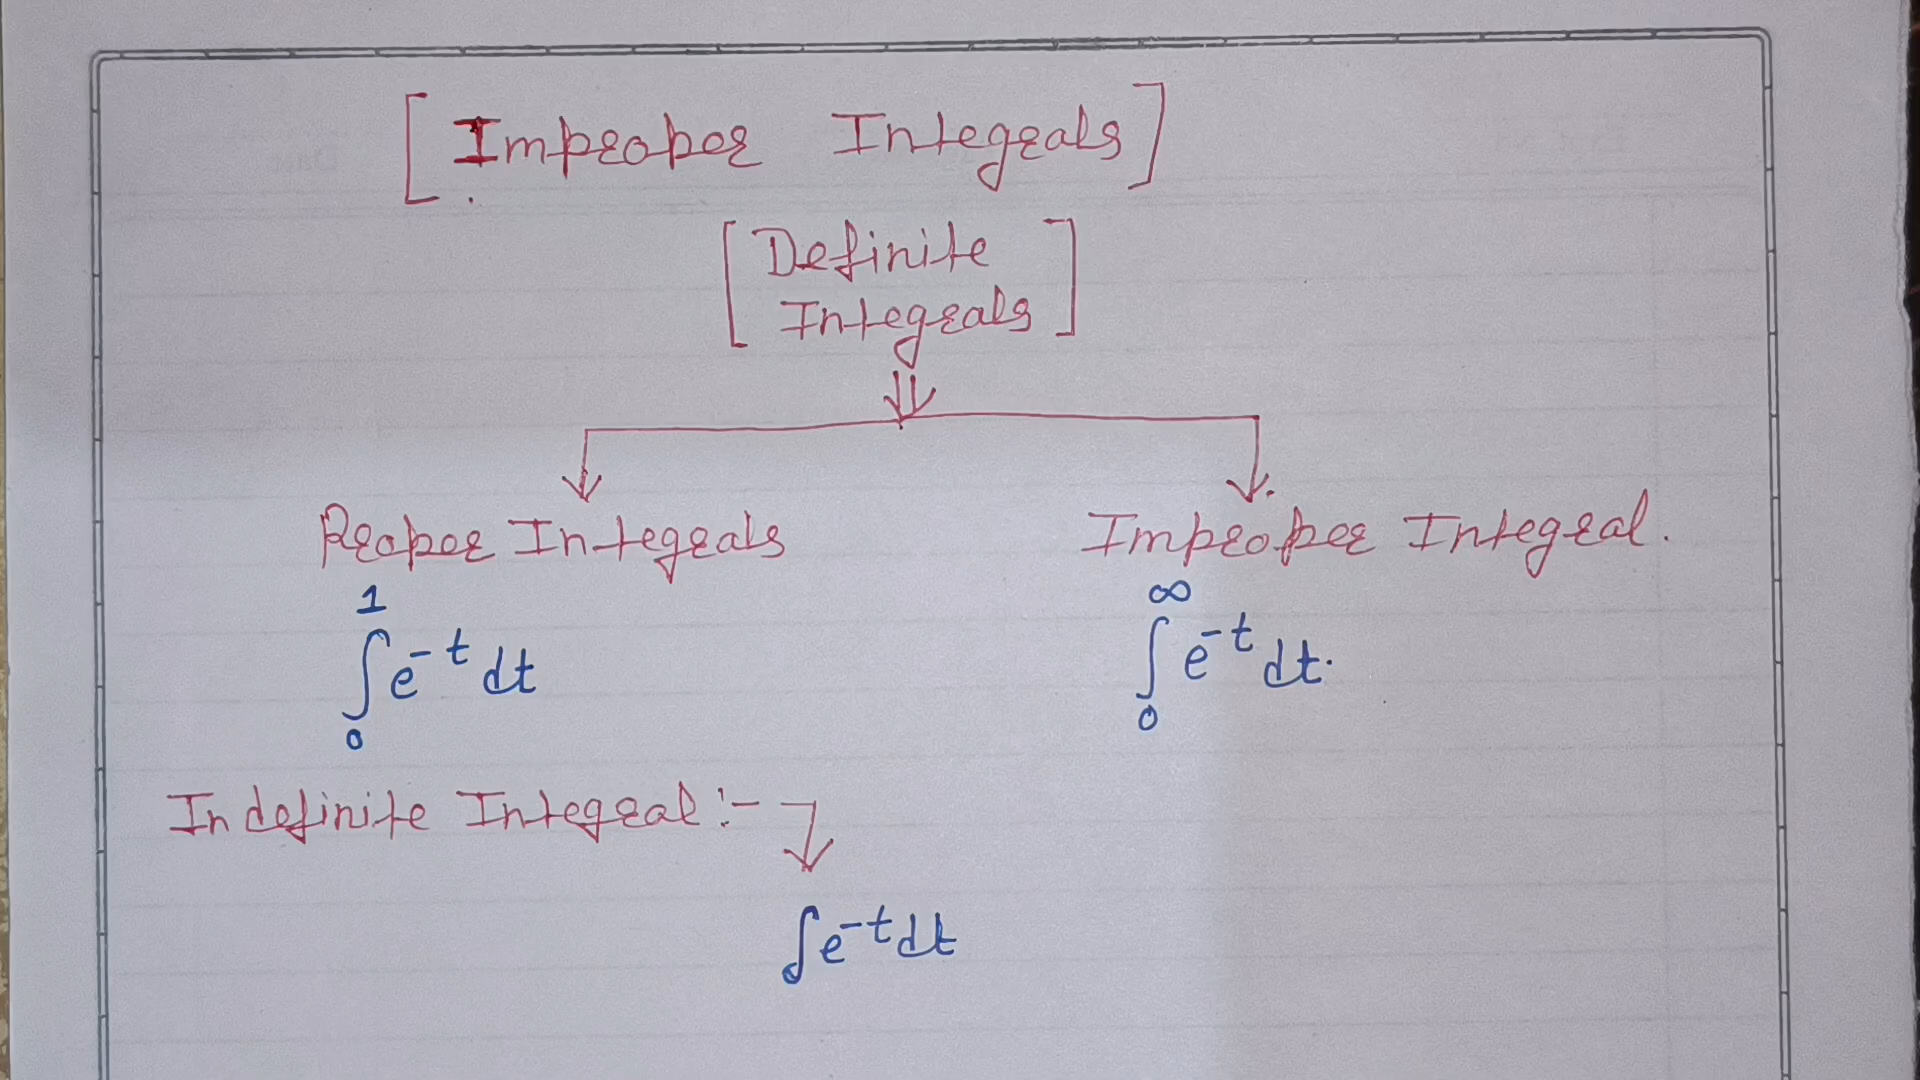 [Improper Integrals]
[Definite
Integrals]
Proper Integrals
Improper Integral.
1
∫e^-t dt
0
∞
∫e^-t dt.
0
Indefinite Integral :-
∫e^-t dt